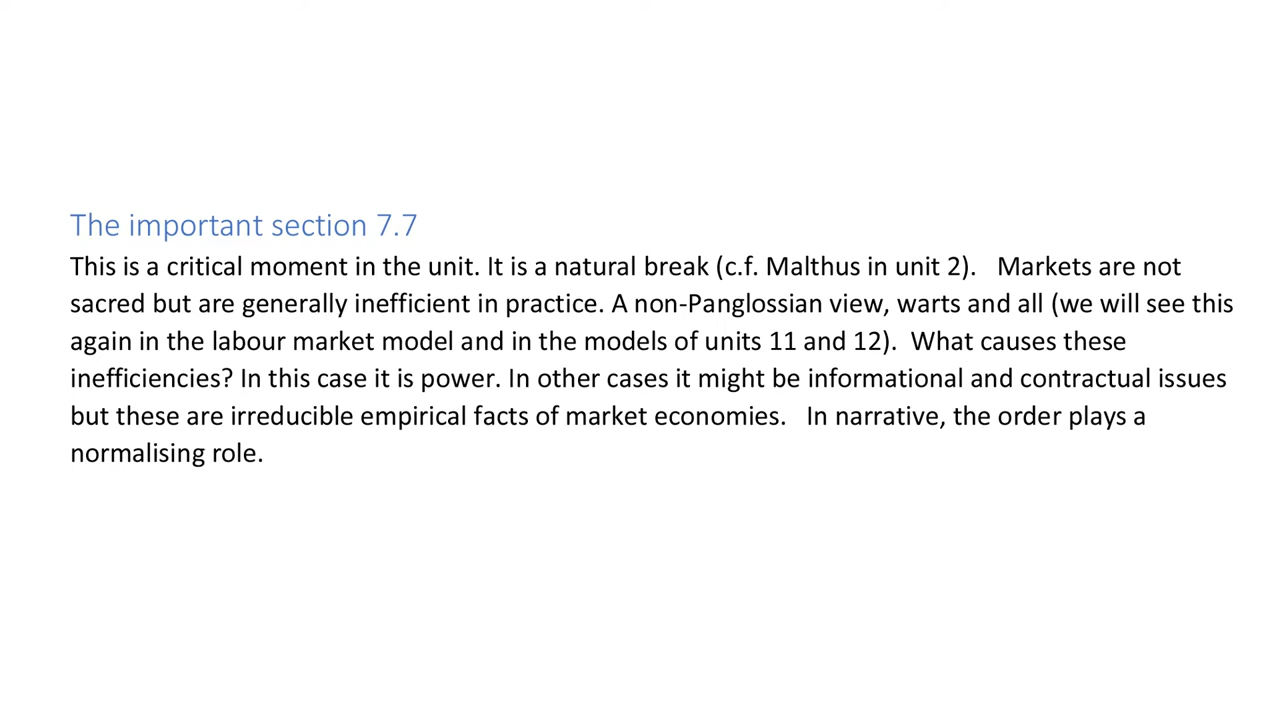 The important section 7.7
This is a critical moment in the unit. It is a natural break (c.f. Malthus in unit 2).   Markets are not
sacred but are generally inefficient in practice. A non-Panglossian view, warts and all (we will see this
again in the labour market model and in the models of units 11 and 12).  What causes these
inefficiencies? In this case it is power. In other cases it might be informational and contractual issues
but these are irreducible empirical facts of market economies.   In narrative, the order plays a
normalising role.